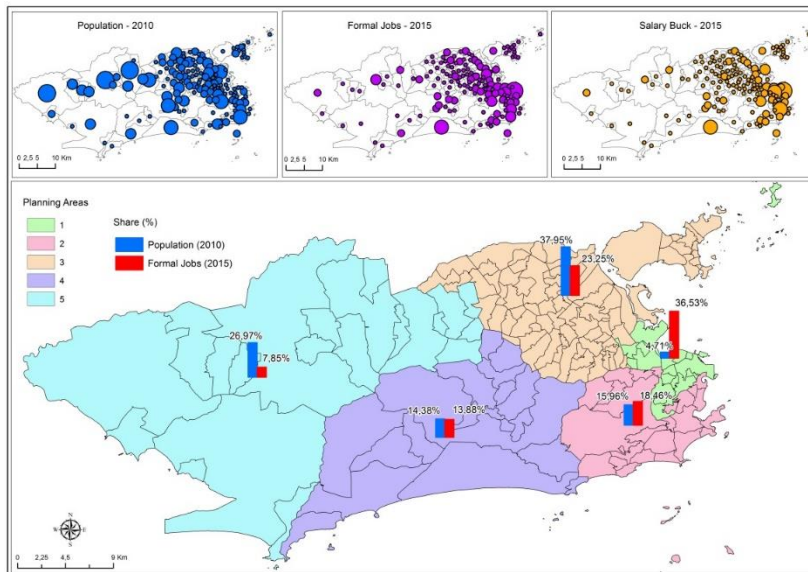 Population - 2010
Formal Jobs - 2015
Salary Buck - 2015
0 2,5 5 10 Km
0 2,5 5 10 Km
0 2,5 5 10 Km
Planning Areas
1
2
3
4
5
Share (%)
Population (2010)
Formal Jobs (2015)
37,95%
23,25%
36,53%
4,71%
26,97%
7,85%
15,96%
18,46%
14,38%
13,88%
N
W
E
S
0 2,25 4,5 9 Km